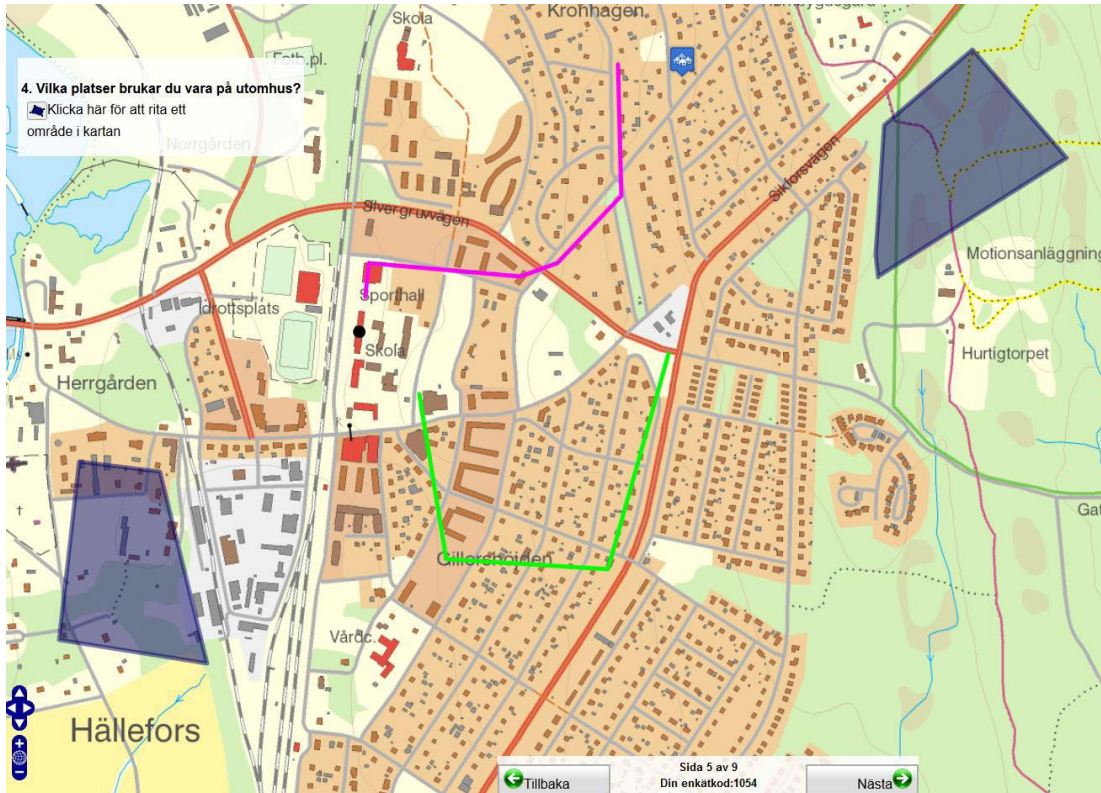 Skola
Krohhagen
Fotb.pl.
4. Vilka platser brukar du vara på utomhus?
Klicka här för att rita ett
område i kartan
Norrgården
Silvergruvvägen
Sikforsvägen
Motionsanläggning
Sporthall
Idrottsplats
Skola
Hurtigtorpet
Herrgården
K
Gat
Gillershöjden
Vårdc.
Hällefors
Sida 5 av 9
Tillbaka
Din enkätkod:1054
Nästa